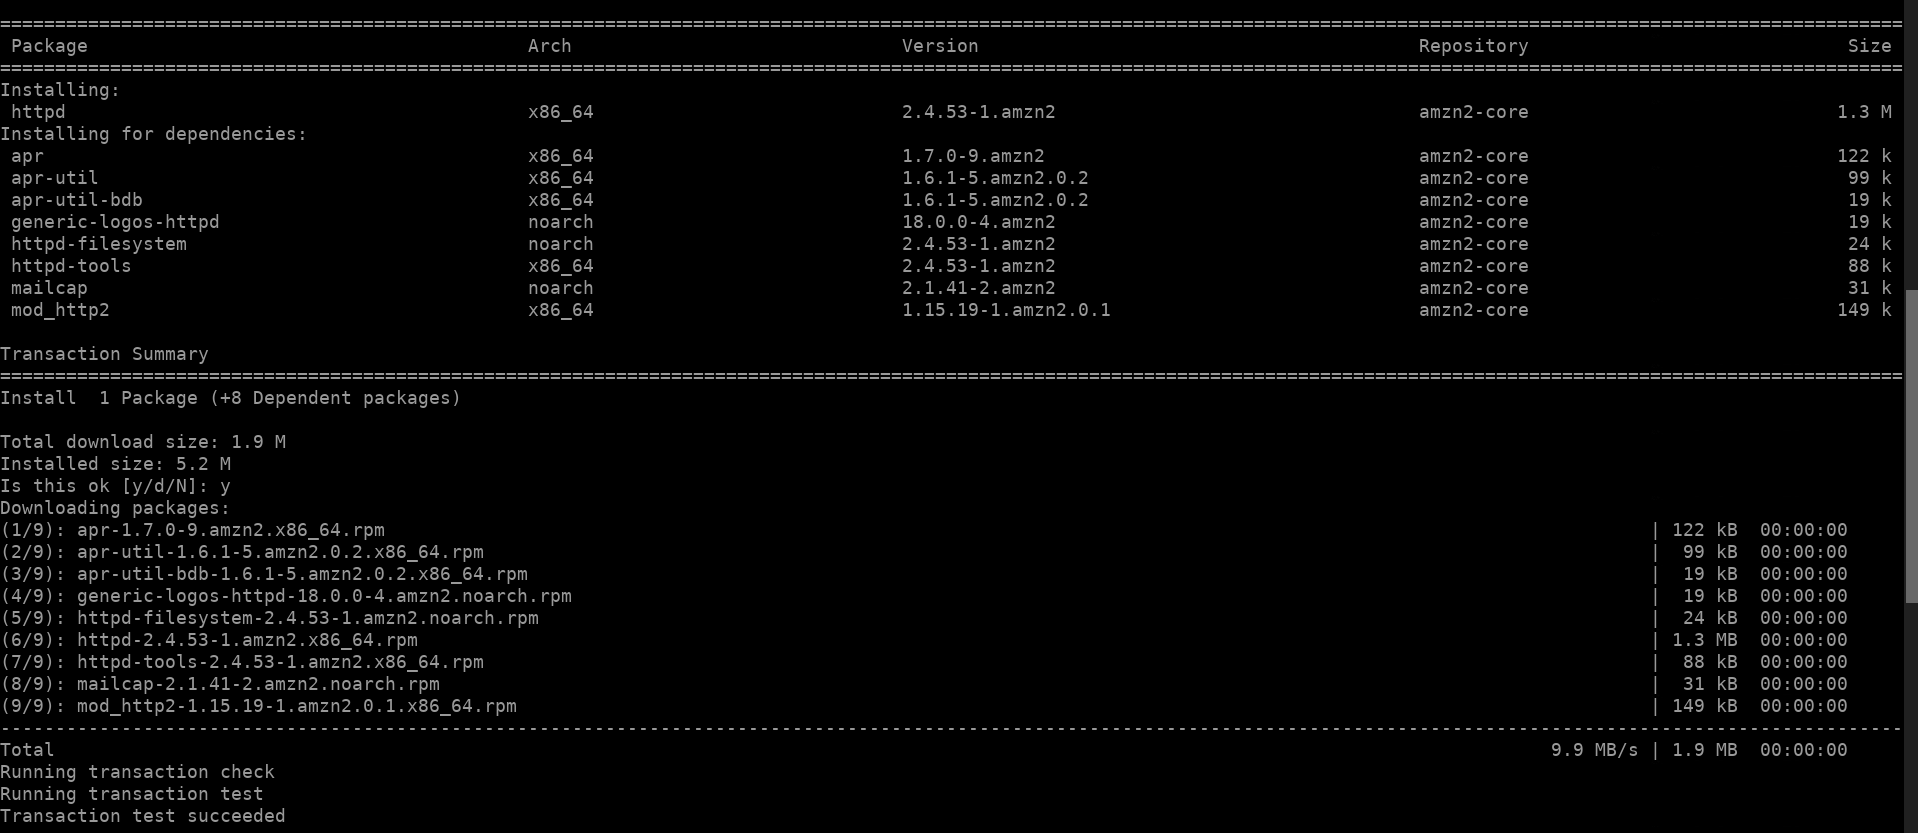 ================================================================================
Package Arch Version Repository Size
================================================================================
Installing:
httpd x86_64 2.4.53-1.amzn2 amzn2-core 1.3 M
Installing for dependencies:
apr x86_64 1.7.0-9.amzn2 amzn2-core 122 k
apr-util x86_64 1.6.1-5.amzn2.0.2 amzn2-core 99 k
apr-util-bdb x86_64 1.6.1-5.amzn2.0.2 amzn2-core 19 k
generic-logos-httpd noarch 18.0.0-4.amzn2 amzn2-core 19 k
httpd-filesystem noarch 2.4.53-1.amzn2 amzn2-core 24 k
httpd-tools x86_64 2.4.53-1.amzn2 amzn2-core 88 k
mailcap noarch 2.1.41-2.amzn2 amzn2-core 31 k
mod_http2 x86_64 1.15.19-1.amzn2.0.1 amzn2-core 149 k
Transaction Summary
================================================================================
Install  1 Package (+8 Dependent packages)
Total download size: 1.9 M
Installed size: 5.2 M
Is this ok [y/d/N]: y
Downloading packages:
(1/9): apr-1.7.0-9.amzn2.x86_64.rpm | 122 kB  00:00:00
(2/9): apr-util-1.6.1-5.amzn2.0.2.x86_64.rpm |  99 kB  00:00:00
(3/9): apr-util-bdb-1.6.1-5.amzn2.0.2.x86_64.rpm |  19 kB  00:00:00
(4/9): generic-logos-httpd-18.0.0-4.amzn2.noarch.rpm |  19 kB  00:00:00
(5/9): httpd-filesystem-2.4.53-1.amzn2.noarch.rpm |  24 kB  00:00:00
(6/9): httpd-2.4.53-1.amzn2.x86_64.rpm | 1.3 MB  00:00:00
(7/9): httpd-tools-2.4.53-1.amzn2.x86_64.rpm |  88 kB  00:00:00
(8/9): mailcap-2.1.41-2.amzn2.noarch.rpm |  31 kB  00:00:00
(9/9): mod_http2-1.15.19-1.amzn2.0.1.x86_64.rpm | 149 kB  00:00:00
--------------------------------------------------------------------------------
Total 9.9 MB/s | 1.9 MB  00:00:00
Running transaction check
Running transaction test
Transaction test succeeded